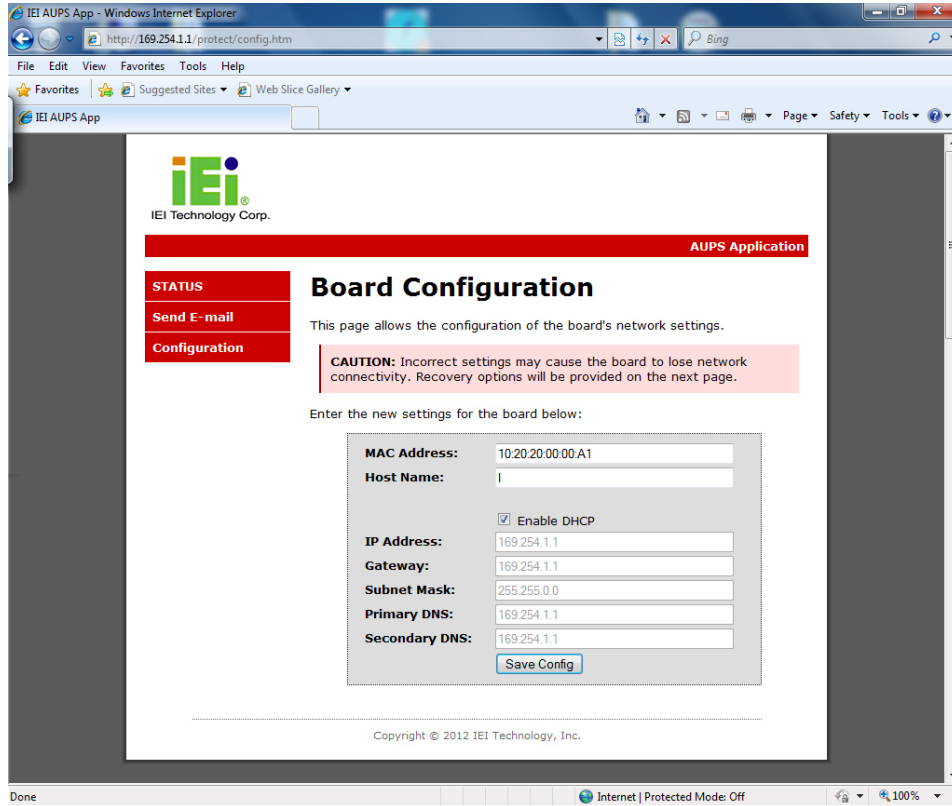 IEI AUPS App - Windows Internet Explorer
http://169.254.1.1/protect/config.htm
Bing
File Edit View Favorites Tools Help
Favorites Suggested Sites Web Slice Gallery
IEI AUPS App
Page Safety Tools
iEi®
IEI Technology Corp.
AUPS Application
STATUS
Send E-mail
Configuration
Board Configuration
This page allows the configuration of the board's network settings.
CAUTION: Incorrect settings may cause the board to lose network
connectivity. Recovery options will be provided on the next page.
Enter the new settings for the board below:
MAC Address: 10:20:20:00:00:A1
Host Name:
Enable DHCP
IP Address: 169.254.1.1
Gateway: 169.254.1.1
Subnet Mask: 255.255.0.0
Primary DNS: 169.254.1.1
Secondary DNS: 169.254.1.1
Save Config
Copyright © 2012 IEI Technology, Inc.
Done
Internet | Protected Mode: Off
100%